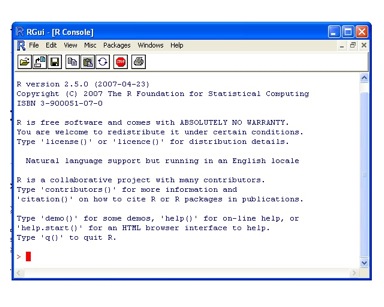 RGui - [R Console]
File Edit View Misc Packages Windows Help
STOP
R version 2.5.0 (2007-04-23)
Copyright (C) 2007 The R Foundation for Statistical Computing
ISBN 3-900051-07-0
R is free software and comes with ABSOLUTELY NO WARRANTY.
You are welcome to redistribute it under certain conditions.
Type 'license()' or 'licence()' for distribution details.
Natural language support but running in an English locale
R is a collaborative project with many contributors.
Type 'contributors()' for more information and
'citation()' on how to cite R or R packages in publications.
Type 'demo()' for some demos, 'help()' for on-line help, or
'help.start()' for an HTML browser interface to help.
Type 'q()' to quit R.
>